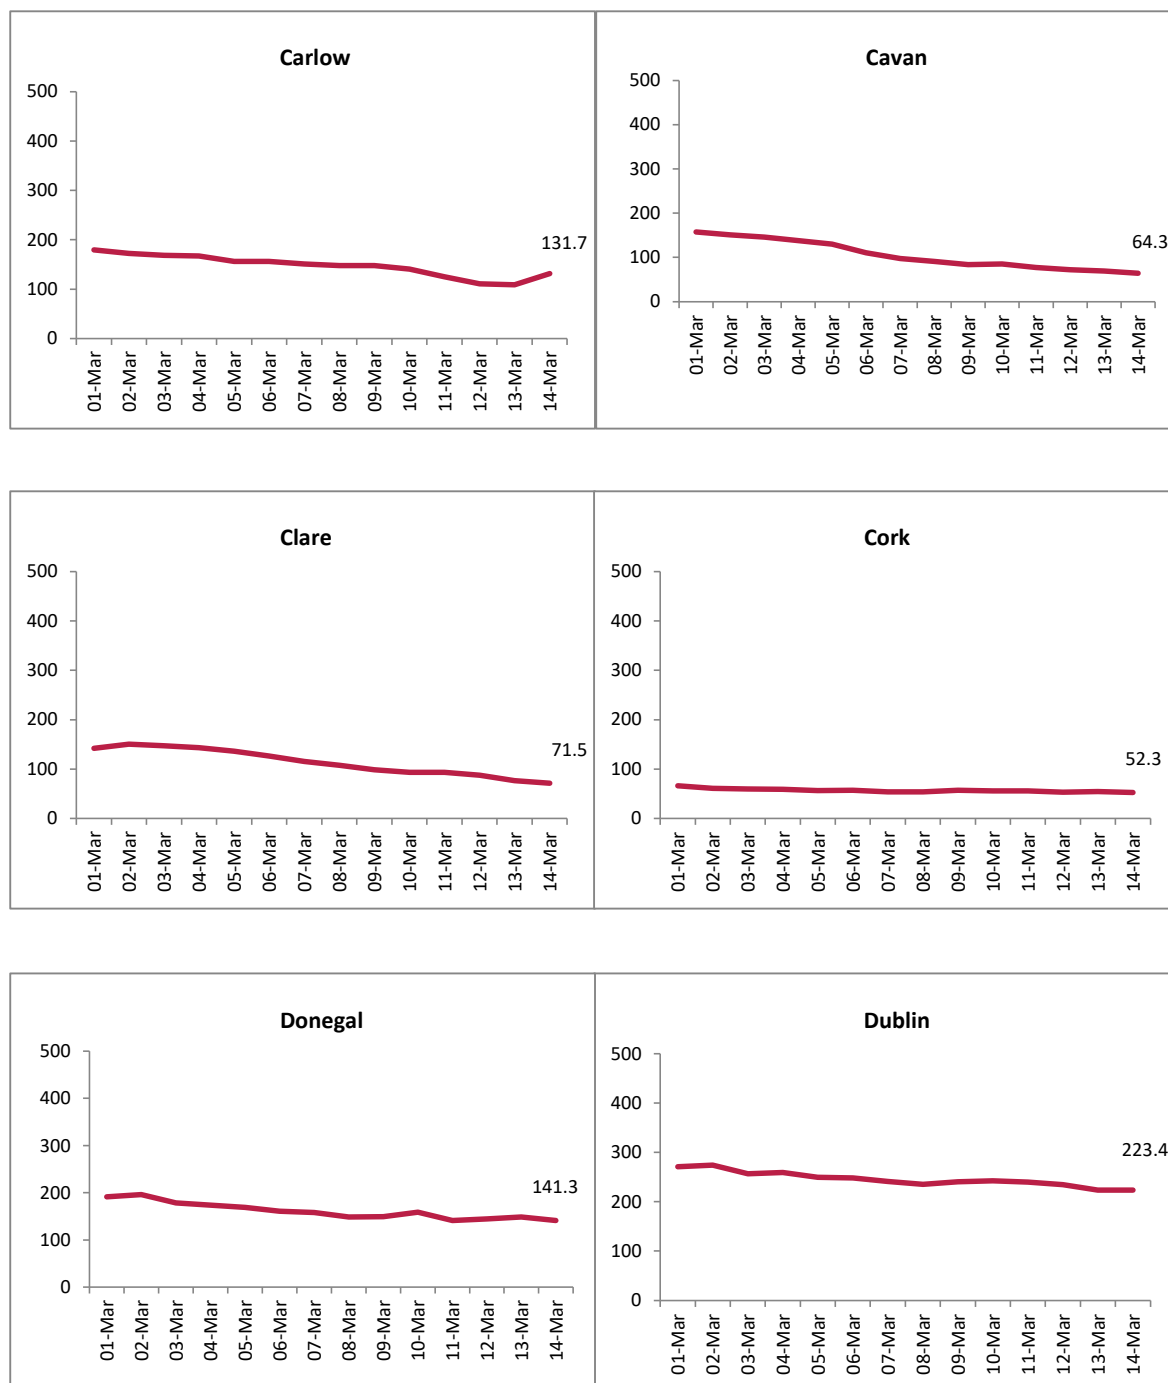 Carlow
500
400
300
200
100
0
131.7
01-Mar
02-Mar
03-Mar
04-Mar
05-Mar
06-Mar
07-Mar
08-Mar
09-Mar
10-Mar
11-Mar
12-Mar
13-Mar
14-Mar
Cavan
500
400
300
200
100
0
64.3
01-Mar
02-Mar
03-Mar
04-Mar
05-Mar
06-Mar
07-Mar
08-Mar
09-Mar
10-Mar
11-Mar
12-Mar
13-Mar
14-Mar
Clare
500
400
300
200
100
0
71.5
01-Mar
02-Mar
03-Mar
04-Mar
05-Mar
06-Mar
07-Mar
08-Mar
09-Mar
10-Mar
11-Mar
12-Mar
13-Mar
14-Mar
Cork
500
400
300
200
100
0
52.3
01-Mar
02-Mar
03-Mar
04-Mar
05-Mar
06-Mar
07-Mar
08-Mar
09-Mar
10-Mar
11-Mar
12-Mar
13-Mar
14-Mar
Donegal
500
400
300
200
100
0
141.3
01-Mar
02-Mar
03-Mar
04-Mar
05-Mar
06-Mar
07-Mar
08-Mar
09-Mar
10-Mar
11-Mar
12-Mar
13-Mar
14-Mar
Dublin
500
400
300
200
100
0
223.4
01-Mar
02-Mar
03-Mar
04-Mar
05-Mar
06-Mar
07-Mar
08-Mar
09-Mar
10-Mar
11-Mar
12-Mar
13-Mar
14-Mar